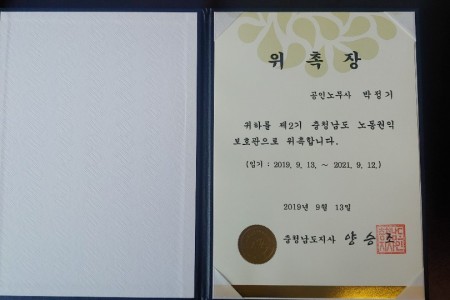 위 촉 장
공인노무사 박정기
귀하를 제2기 충청남도 노동권익
보호관으로 위촉합니다.
(임기 : 2019. 9. 13. ~ 2021. 9. 12.)
2019년 9월 13일
충청남도지사 양 승 조